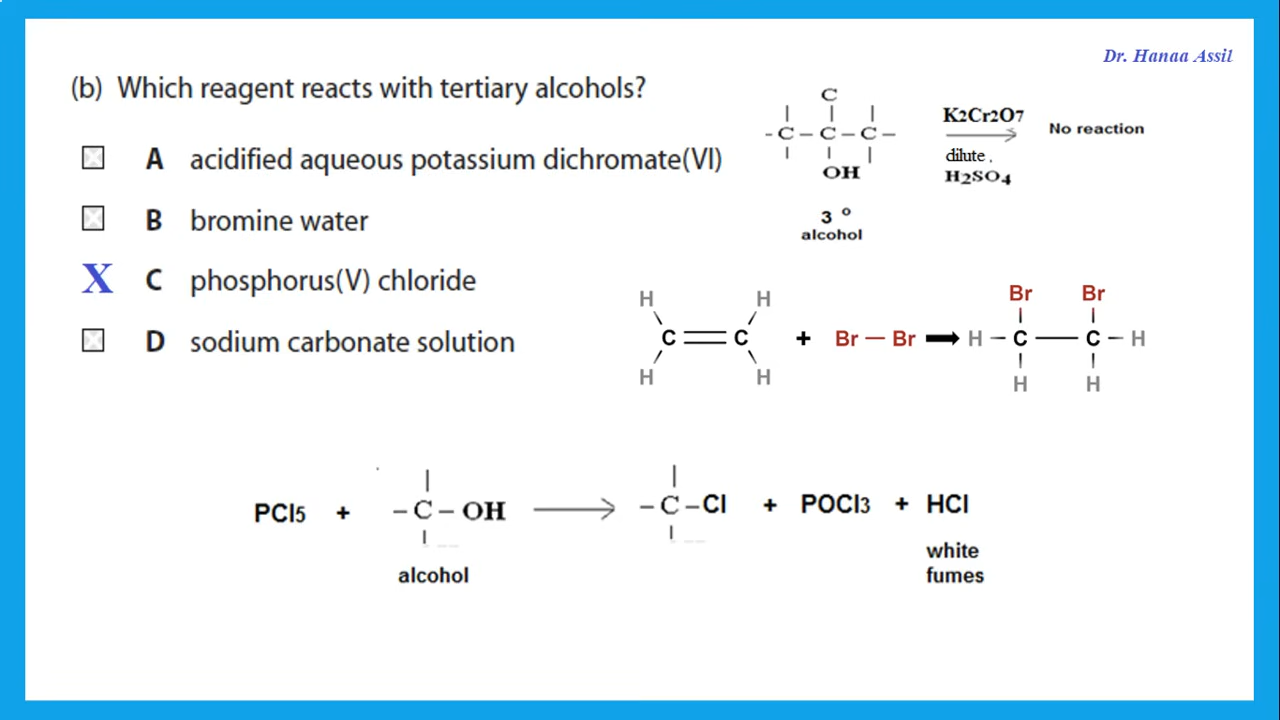 Dr. Hanaa Assil
(b) Which reagent reacts with tertiary alcohols?
A acidified aqueous potassium dichromate(VI)
B bromine water
X C phosphorus(V) chloride
D sodium carbonate solution
C
- C - C - C -
OH
3 o
alcohol
K2Cr2O7
dilute .
H2SO4
No reaction
H H
C C
H H
+ Br — Br
Br Br
H - C — C - H
H H
PCl5 + - C - OH
alcohol
- C - Cl + POCl3 + HCl
white
fumes